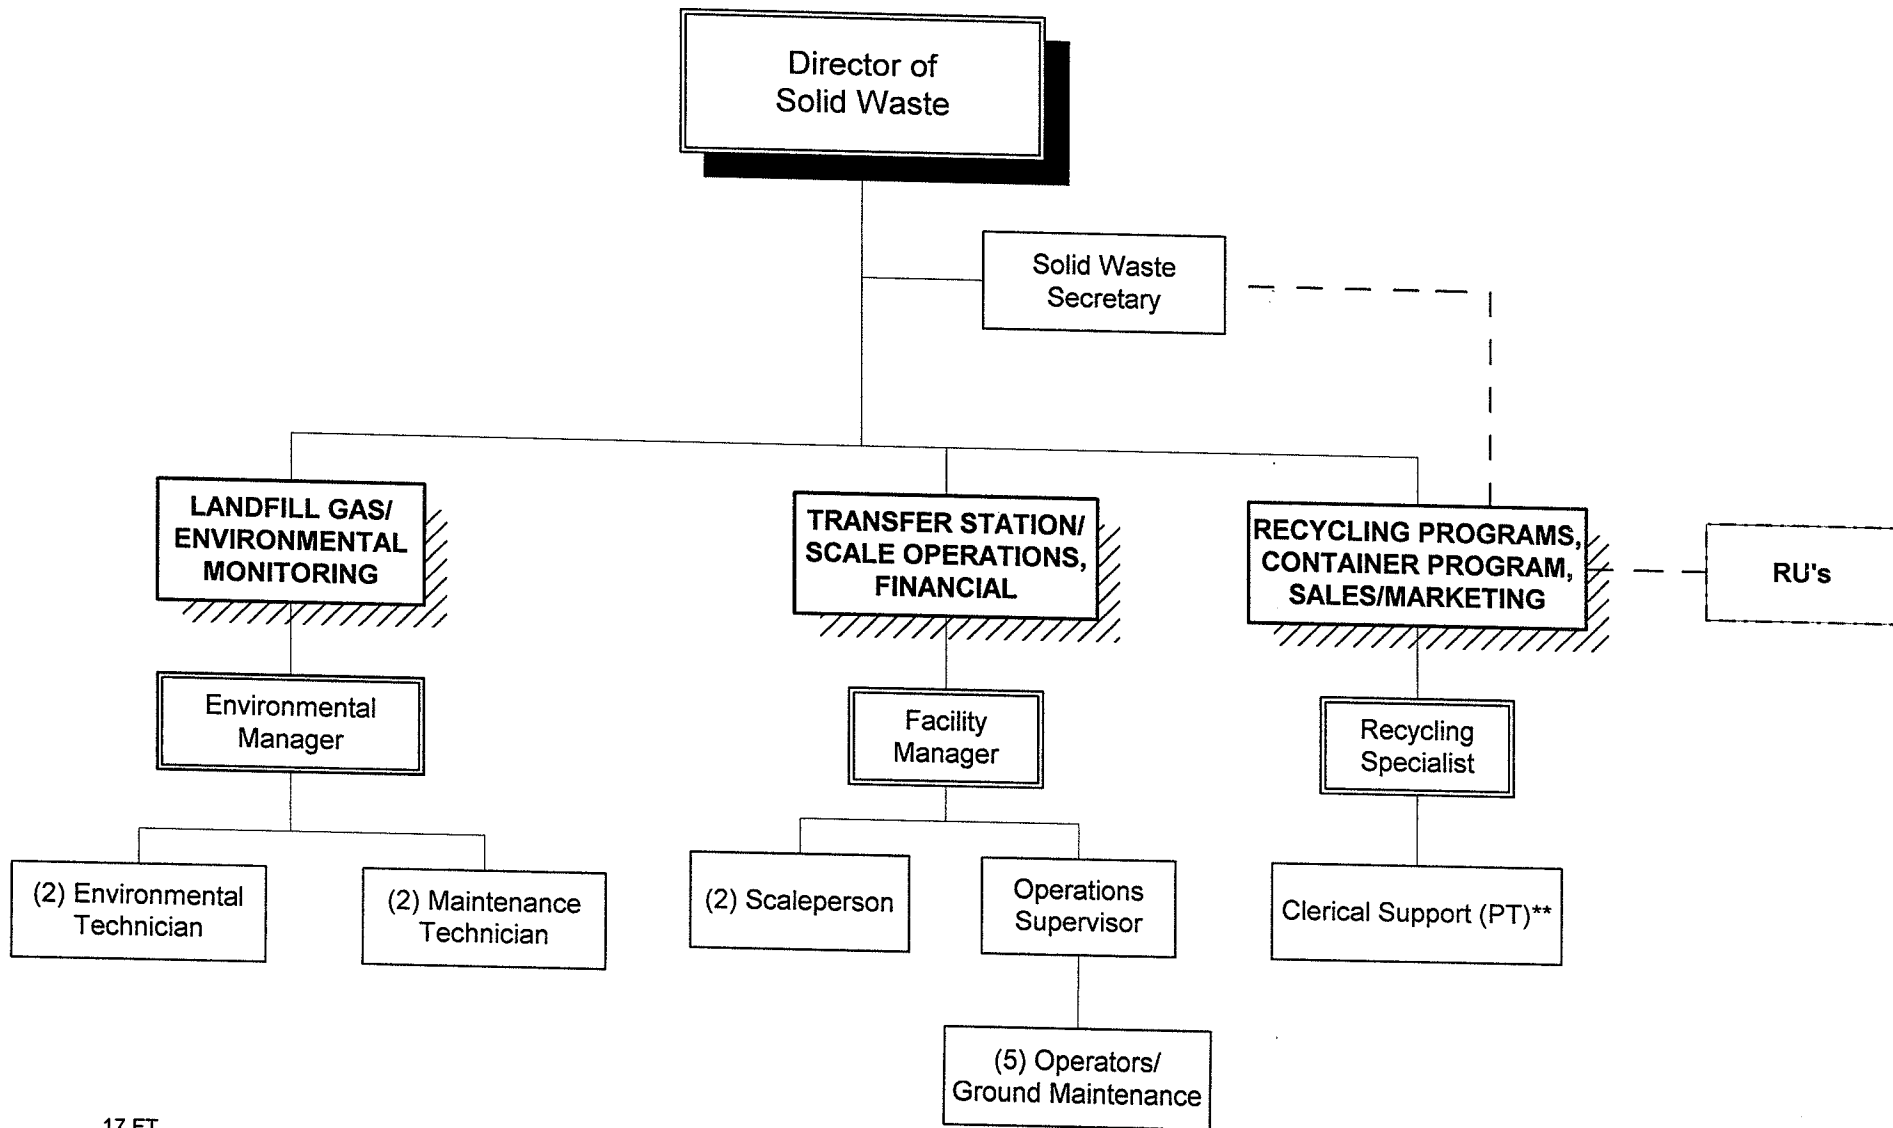 Director of
Solid Waste
Solid Waste
Secretary
LANDFILL GAS/
ENVIRONMENTAL
MONITORING
TRANSFER STATION/
SCALE OPERATIONS,
FINANCIAL
RECYCLING PROGRAMS,
CONTAINER PROGRAM,
SALES/MARKETING
RU's
Environmental
Manager
Facility
Manager
Recycling
Specialist
(2) Environmental
Technician
(2) Maintenance
Technician
(2) Scaleperson
Operations
Supervisor
Clerical Support (PT)**
(5) Operators/
Ground Maintenance
17 FT